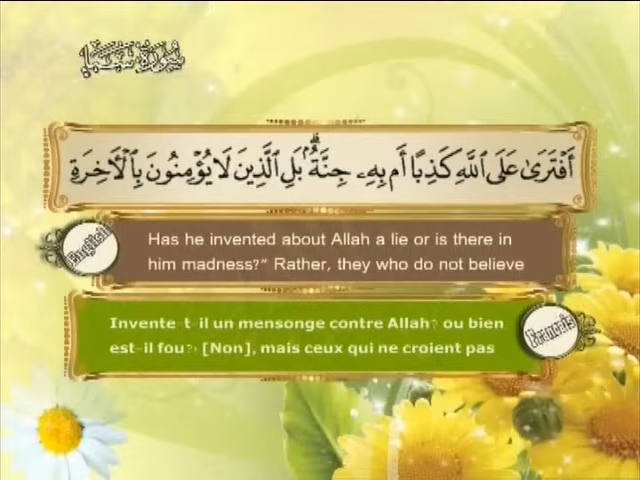 سُورَةُ سَبَأ
أَفْتَرَىٰ عَلَى ٱللَّهِ كَذِبًا أَم بِهِۦ جِنَّةٌۢ ۗ بَلِ ٱلَّذِينَ لَا يُؤْمِنُونَ بِٱلْـَٔاخِرَةِ
English
Has he invented about Allah a lie or is there in
him madness?" Rather, they who do not believe
Invente-t-il un mensonge contre Allah? ou bien
est-il fou?› [Non], mais ceux qui ne croient pas
Français